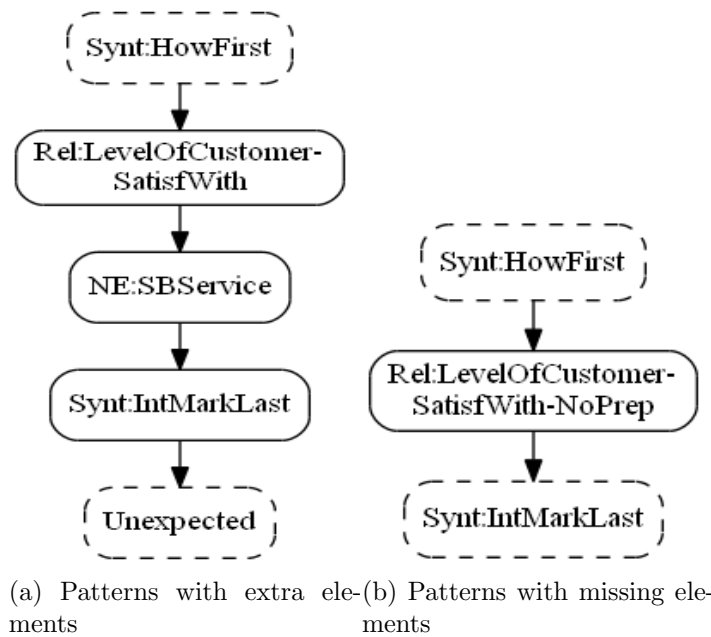 Synt:HowFirst
Rel:LevelOfCustomer-
SatisfWith
NE:SBService
Synt:IntMarkLast
Unexpected
(a) Patterns with extra ele-
ments
Synt:HowFirst
Rel:LevelOfCustomer-
SatisfWith-NoPrep
Synt:IntMarkLast
(b) Patterns with missing ele-
ments